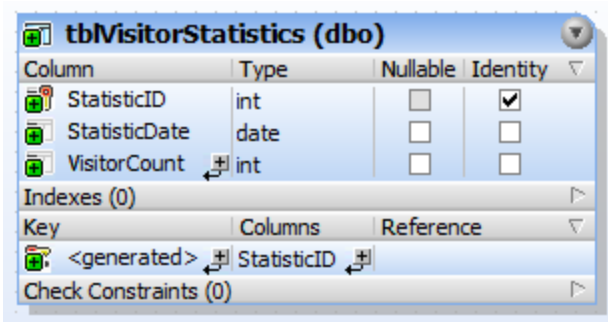 tblVisitorStatistics (dbo)
Column Type Nullable Identity
StatisticID int
StatisticDate date
VisitorCount int
Indexes (0)
Key Columns Reference
<generated> StatisticID
Check Constraints (0)